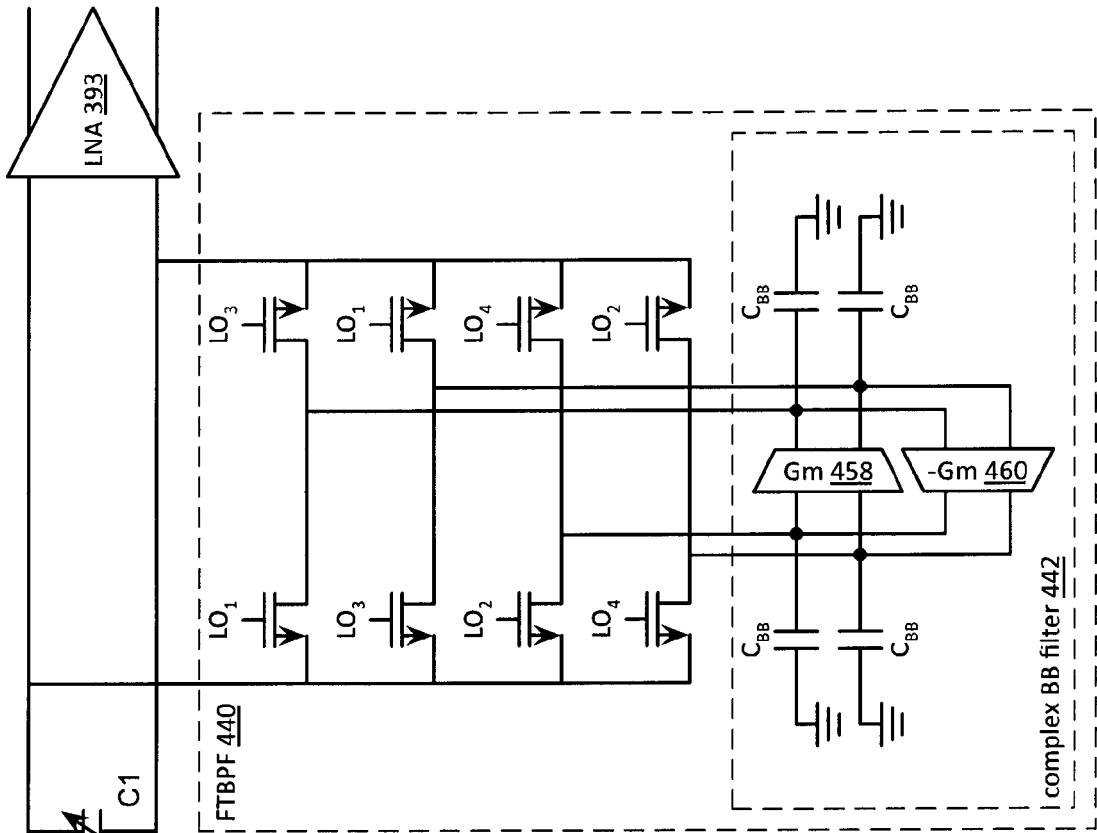 LNA 393
C1
FTBPF 440
LO3
LO1
LO4
LO2
LO1
LO3
LO2
LO4
CBB
CBB
Gm 458
-Gm 460
CBB
CBB
complex BB filter 442